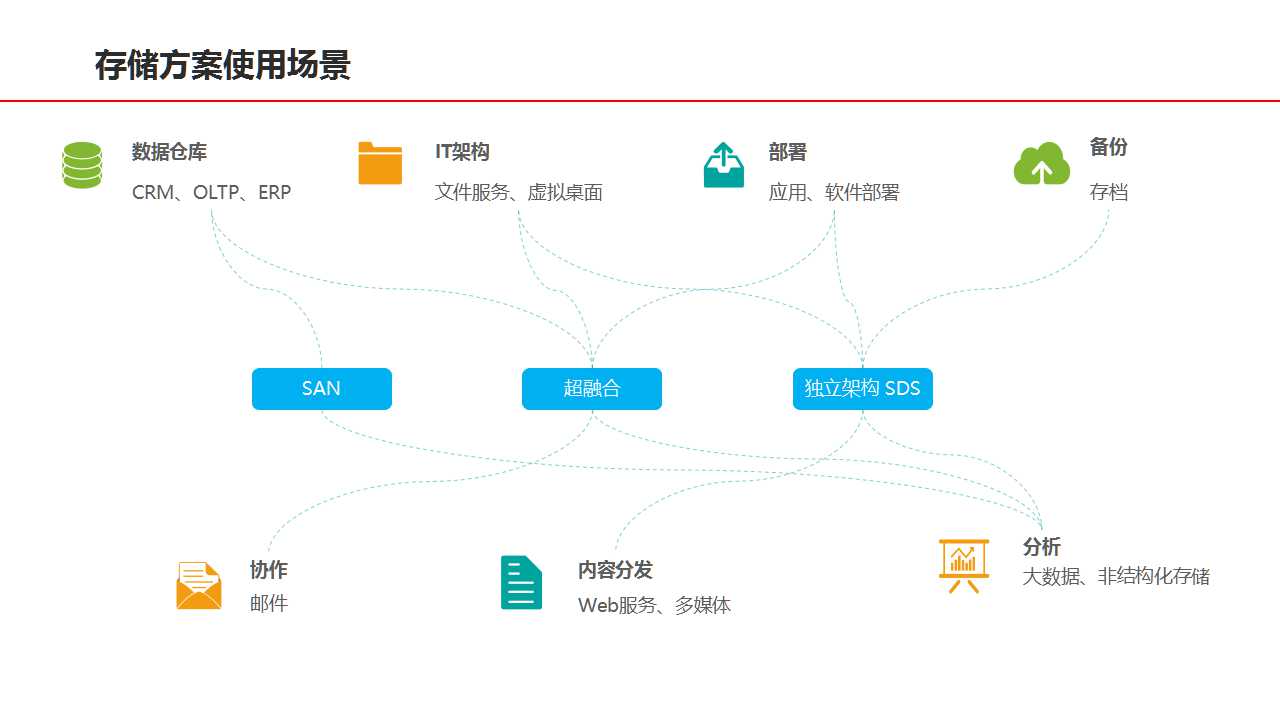 存储方案使用场景
数据仓库
CRM、OLTP、ERP
IT架构
文件服务、虚拟桌面
部署
应用、软件部署
备份
存档
SAN
超融合
独立架构 SDS
协作
邮件
内容分发
Web服务、多媒体
分析
大数据、非结构化存储